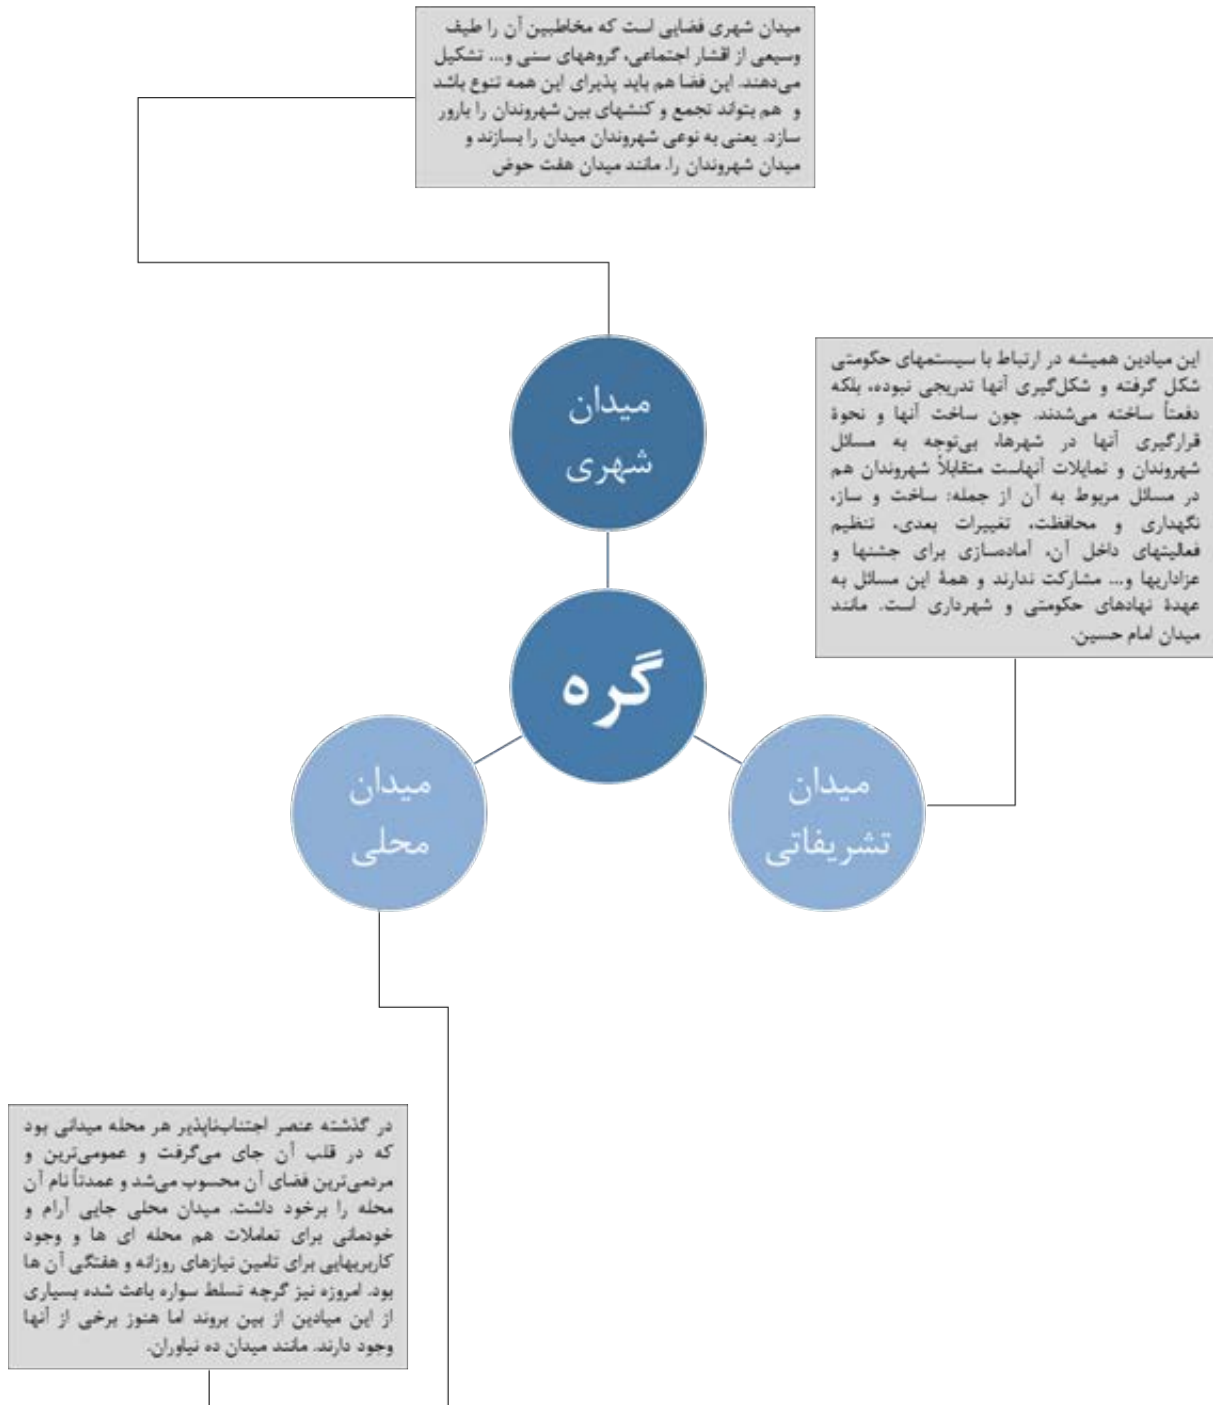 میدان شهری فضایی است که مخاطبین آن را طیف
وسیعی از اقشار اجتماعی، گروههای سنی و... تشکیل
می‌دهند. این فضا هم باید پذیرای این همه تنوع باشد
و هم بتواند تجمع و کنشهای بین شهروندان را بارور
سازد. یعنی به نوعی شهروندان میدان را بسازند و
میدان شهروندان را. مانند میدان هفت حوض
میدان
شهری
این میادین همیشه در ارتباط با سیستمهای حکومتی
شکل گرفته و شکل‌گیری آنها تدریجی نبوده، بلکه
دفعتاً ساخته می‌شدند. چون ساخت آنها و نحوۀ
قرارگیری آنها در شهرها، بی‌توجه به مسائل
شهروندان و تمایلات آنهاست متقابلاً شهروندان هم
در مسائل مربوط به آن از جمله: ساخت و ساز،
نگهداری و محافظت، تغییرات بعدی، تنظیم
فعالیتهای داخل آن، آماده‌سازی برای جشنها و
عزاداریها و... مشارکت ندارند و همۀ این مسائل به
عهدۀ نهادهای حکومتی و شهرداری است. مانند
میدان امام حسین.
گره
میدان
تشریفاتی
میدان
محلی
در گذشته عنصر اجتناب‌ناپذیر هر محله میدانی بود
که در قلب آن جای می‌گرفت و عمومی‌ترین و
مردمی‌ترین فضای آن محسوب می‌شد و عمدتاً نام آن
محله را برخود داشت. میدان محلی جایی آرام و
خودمانی برای تعاملات هم محله ای ها و وجود
کاربریهایی برای تامین نیازهای روزانه و هفتگی آن ها
بود. امروزه نیز گرچه تسلط سواره باعث شده بسیاری
از این میادین از بین بروند اما هنوز برخی از آنها
وجود دارند. مانند میدان ده نیاوران.